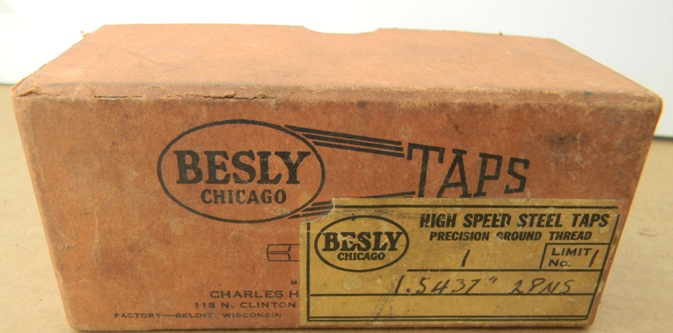 BESLY
CHICAGO
TAPS
CHARLES H
118 N. CLINTON
FACTORY—BELOIT, WISCONSIN
BESLY
CHICAGO
HIGH SPEED STEEL TAPS
PRECISION GROUND THREAD
1
LIMIT No. 1
1.5437" 28NS